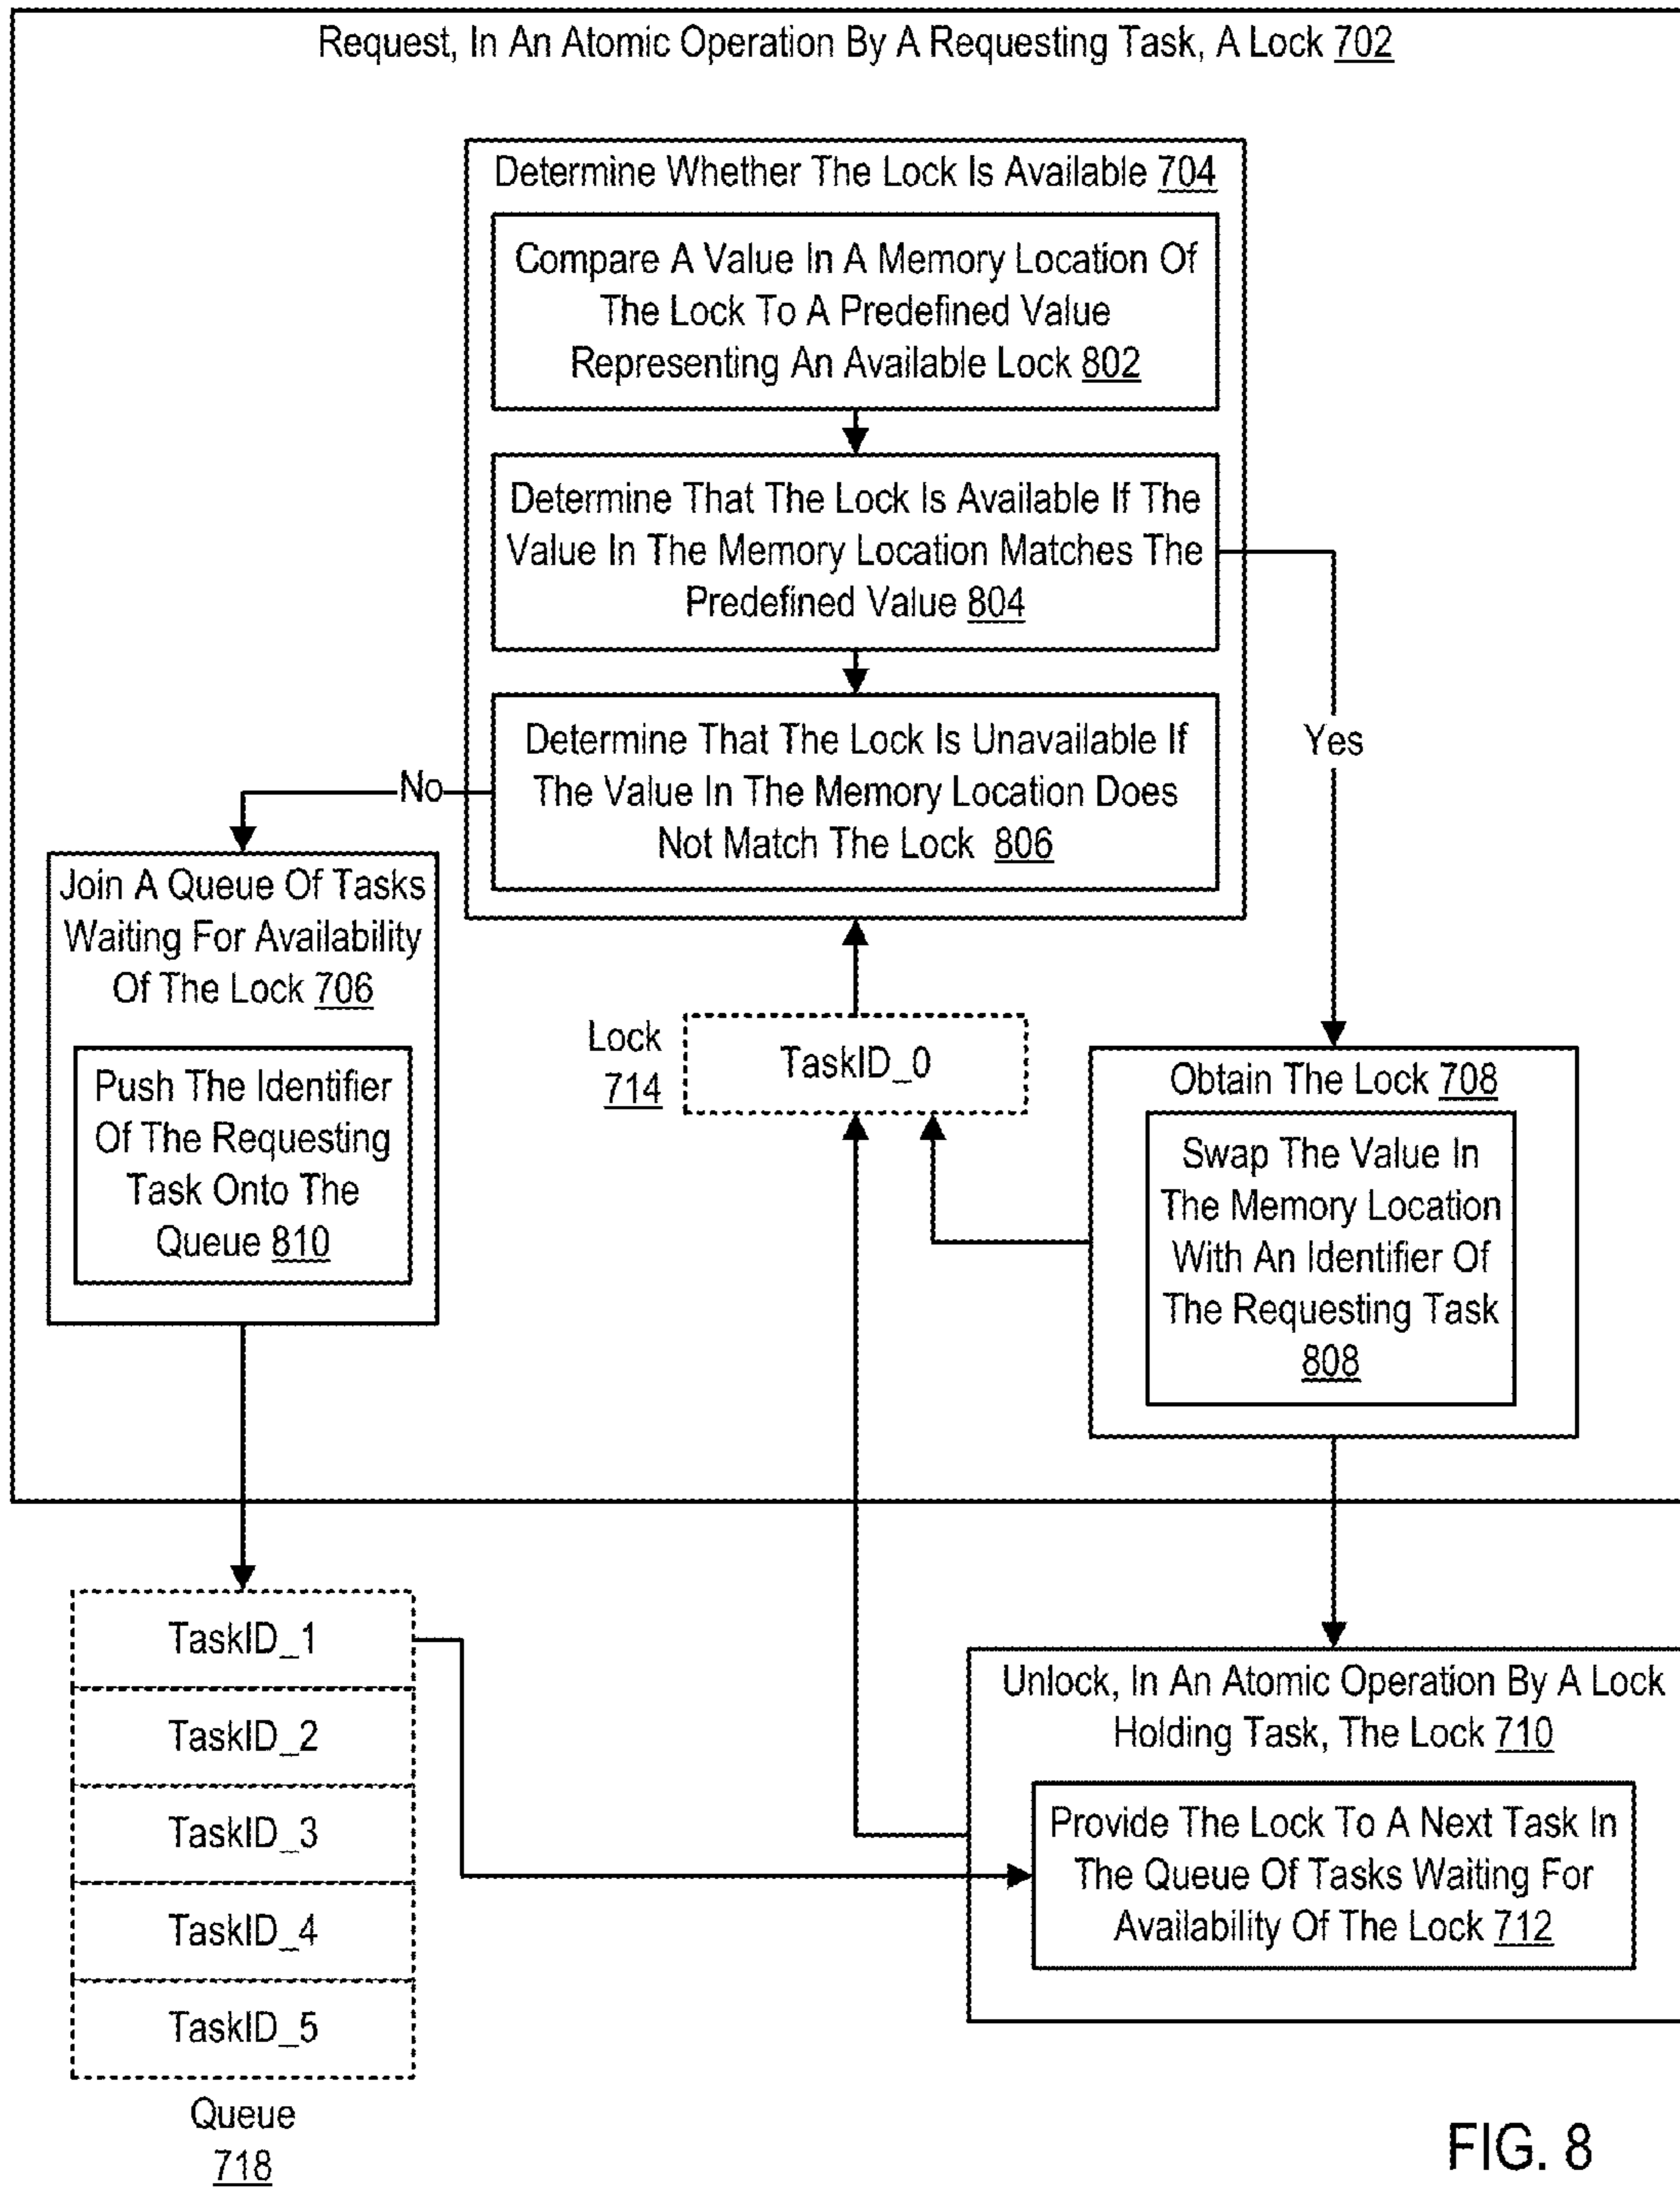 Request, In An Atomic Operation By A Requesting Task, A Lock 702
Determine Whether The Lock Is Available 704
Compare A Value In A Memory Location Of
The Lock To A Predefined Value
Representing An Available Lock 802
Determine That The Lock Is Available If The
Value In The Memory Location Matches The
Predefined Value 804
Yes
Determine That The Lock Is Unavailable If
The Value In The Memory Location Does
Not Match The Lock 806
No
Join A Queue Of Tasks
Waiting For Availability
Of The Lock 706
Push The Identifier
Of The Requesting
Task Onto The
Queue 810
Lock
714
TaskID_0
Obtain The Lock 708
Swap The Value In
The Memory Location
With An Identifier Of
The Requesting Task
808
TaskID_1
TaskID_2
TaskID_3
TaskID_4
TaskID_5
Queue
718
Unlock, In An Atomic Operation By A Lock
Holding Task, The Lock 710
Provide The Lock To A Next Task In
The Queue Of Tasks Waiting For
Availability Of The Lock 712
FIG. 8